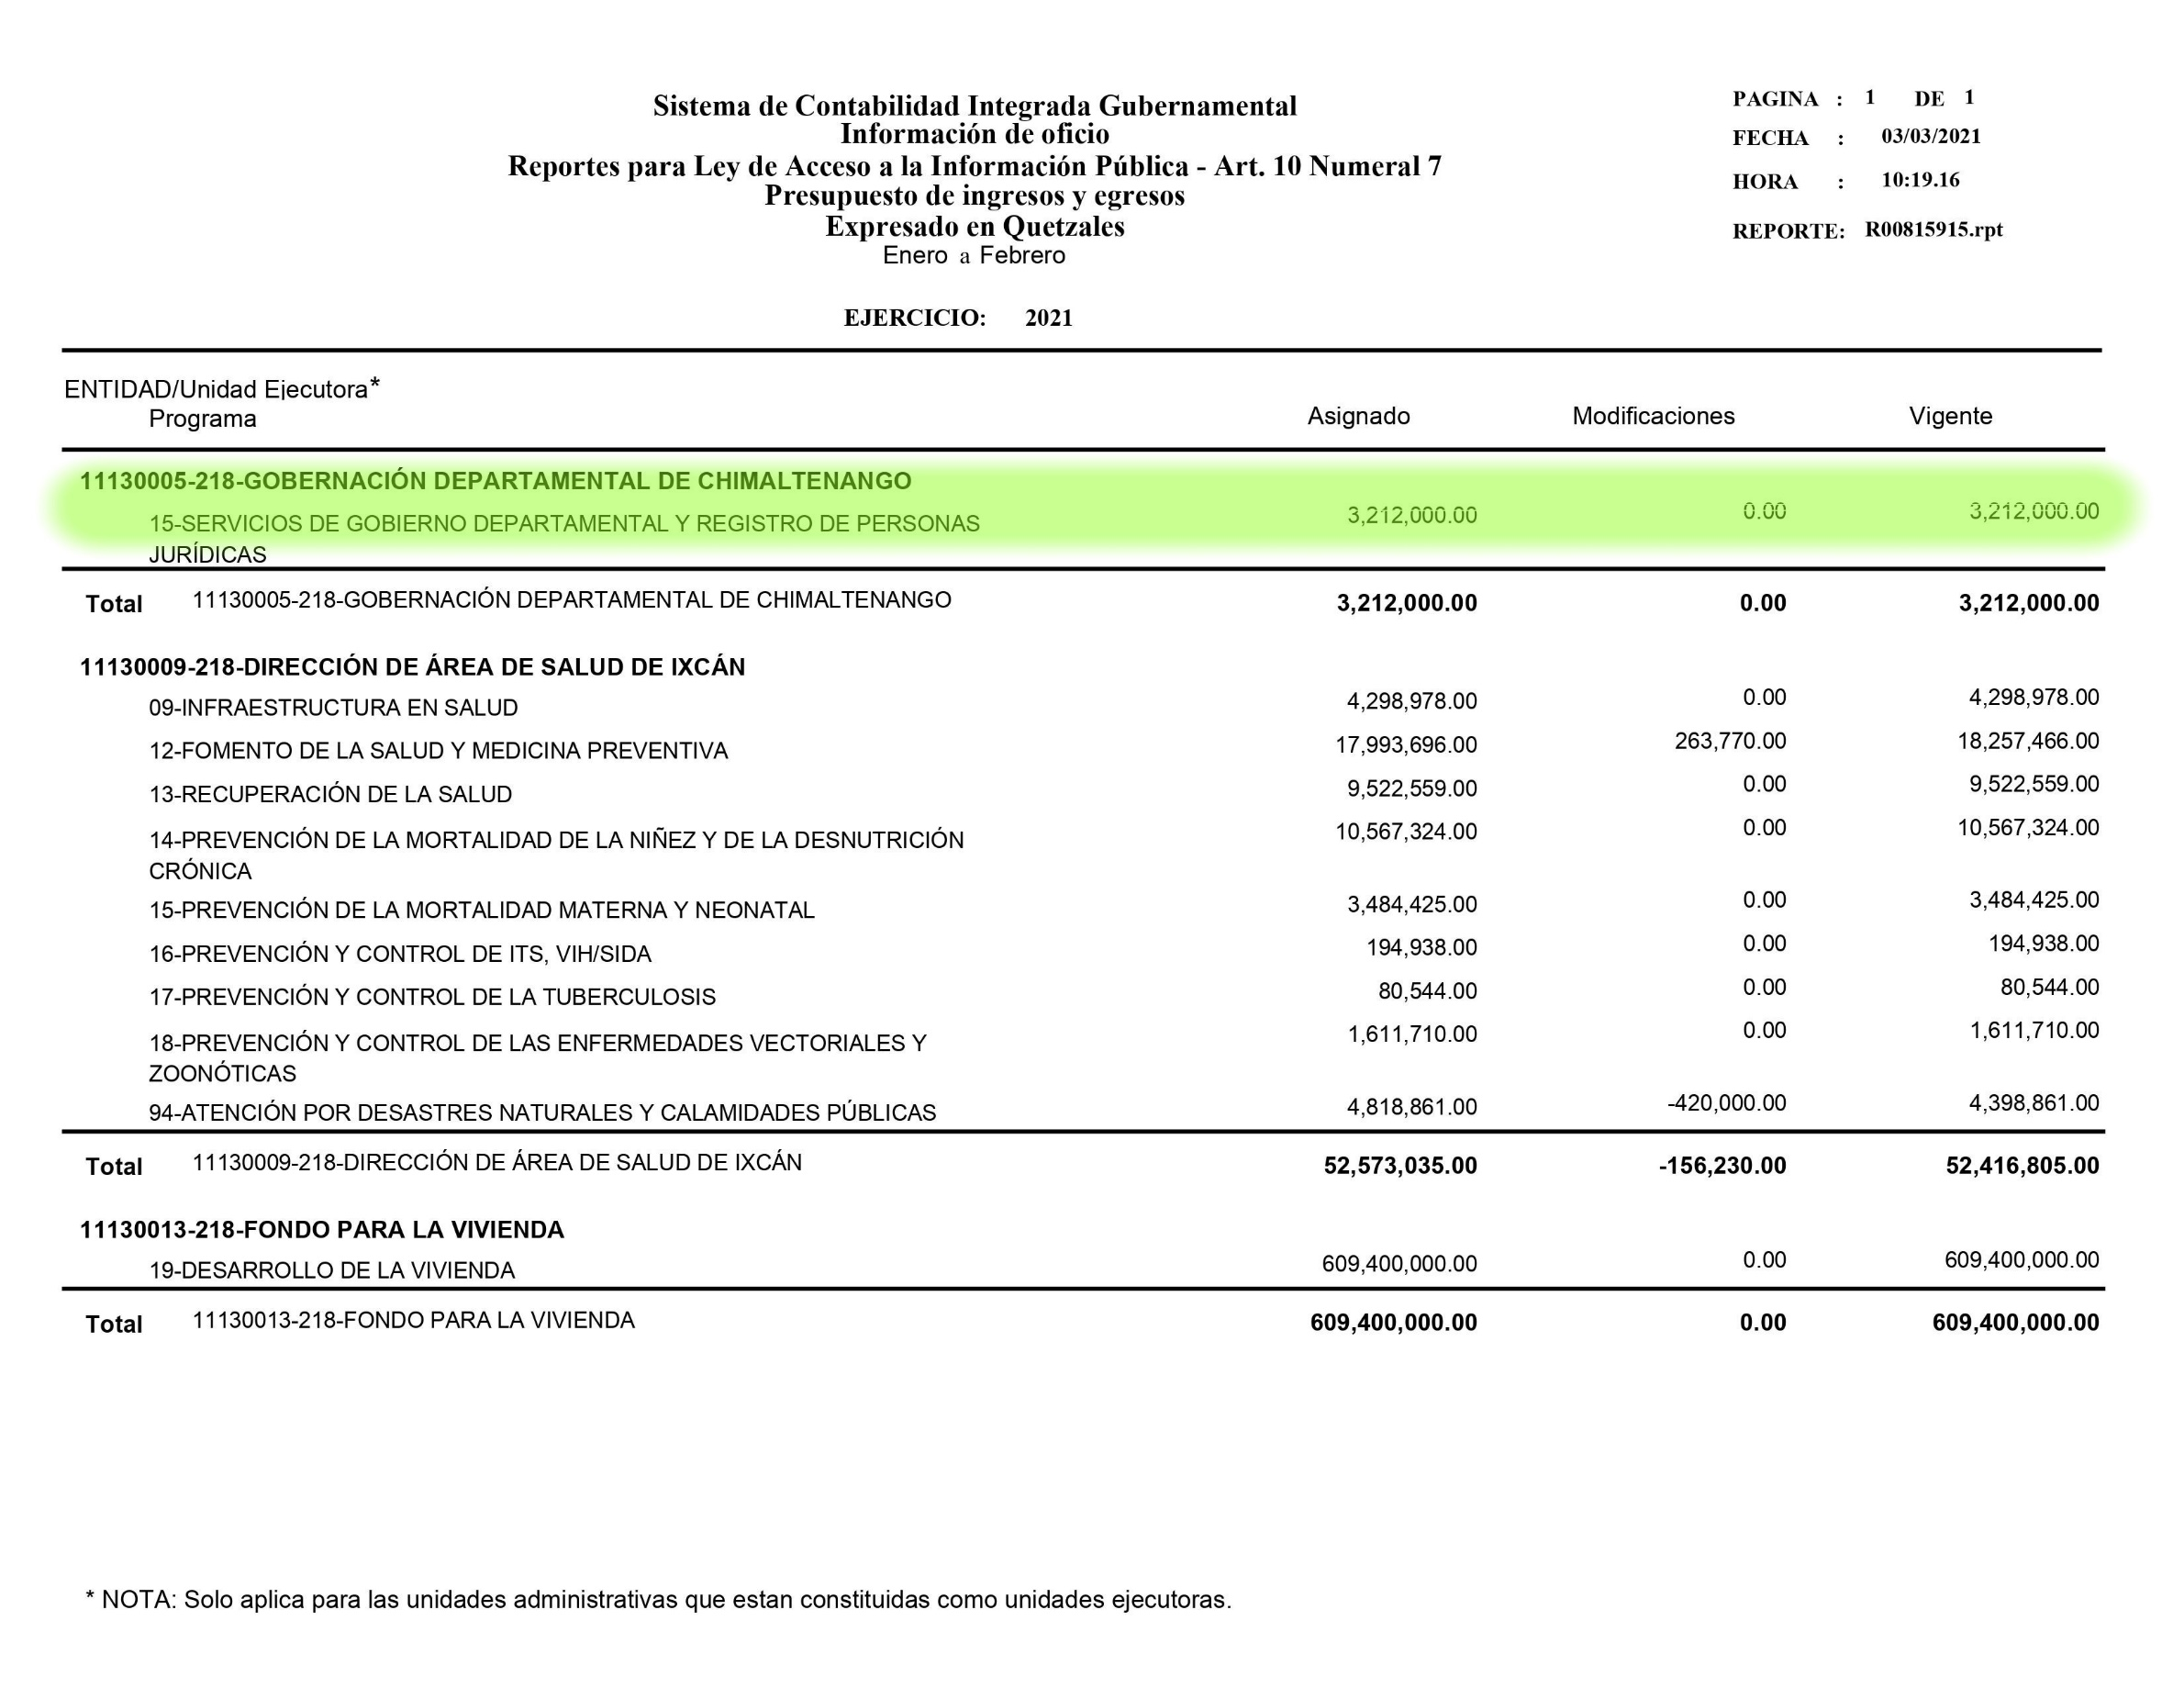 Sistema de Contabilidad Integrada Gubernamental
Información de oficio
Reportes para Ley de Acceso a la Información Pública - Art. 10 Numeral 7
Presupuesto de ingresos y egresos
Expresado en Quetzales
Enero a Febrero
EJERCICIO: 2021
PAGINA : 1 DE 1
FECHA : 03/03/2021
HORA : 10:19.16
REPORTE: R00815915.rpt
ENTIDAD/Unidad Ejecutora*
Programa Asignado Modificaciones Vigente
11130005-218-GOBERNACIÓN DEPARTAMENTAL DE CHIMALTENANGO
15-SERVICIOS DE GOBIERNO DEPARTAMENTAL Y REGISTRO DE PERSONAS 3,212,000.00 0.00 3,212,000.00
JURÍDICAS
Total 11130005-218-GOBERNACIÓN DEPARTAMENTAL DE CHIMALTENANGO 3,212,000.00 0.00 3,212,000.00
11130009-218-DIRECCIÓN DE ÁREA DE SALUD DE IXCÁN
09-INFRAESTRUCTURA EN SALUD 4,298,978.00 0.00 4,298,978.00
12-FOMENTO DE LA SALUD Y MEDICINA PREVENTIVA 17,993,696.00 263,770.00 18,257,466.00
13-RECUPERACIÓN DE LA SALUD 9,522,559.00 0.00 9,522,559.00
14-PREVENCIÓN DE LA MORTALIDAD DE LA NIÑEZ Y DE LA DESNUTRICIÓN 10,567,324.00 0.00 10,567,324.00
CRÓNICA
15-PREVENCIÓN DE LA MORTALIDAD MATERNA Y NEONATAL 3,484,425.00 0.00 3,484,425.00
16-PREVENCIÓN Y CONTROL DE ITS, VIH/SIDA 194,938.00 0.00 194,938.00
17-PREVENCIÓN Y CONTROL DE LA TUBERCULOSIS 80,544.00 0.00 80,544.00
18-PREVENCIÓN Y CONTROL DE LAS ENFERMEDADES VECTORIALES Y 1,611,710.00 0.00 1,611,710.00
ZOONÓTICAS
94-ATENCIÓN POR DESASTRES NATURALES Y CALAMIDADES PÚBLICAS 4,818,861.00 -420,000.00 4,398,861.00
Total 11130009-218-DIRECCIÓN DE ÁREA DE SALUD DE IXCÁN 52,573,035.00 -156,230.00 52,416,805.00
11130013-218-FONDO PARA LA VIVIENDA
19-DESARROLLO DE LA VIVIENDA 609,400,000.00 0.00 609,400,000.00
Total 11130013-218-FONDO PARA LA VIVIENDA 609,400,000.00 0.00 609,400,000.00
* NOTA: Solo aplica para las unidades administrativas que estan constituidas como unidades ejecutoras.